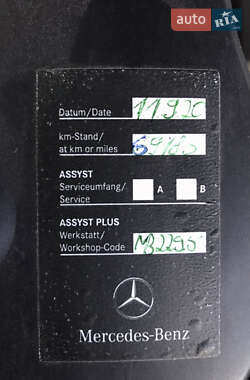 AUTO RIA
Datum/Date 11920
km-Stand/
at km or miles
ASSYST
Serviceumfang/
Service A B
ASSYST PLUS
Werkstatt/
Workshop-Code
Mercedes-Benz